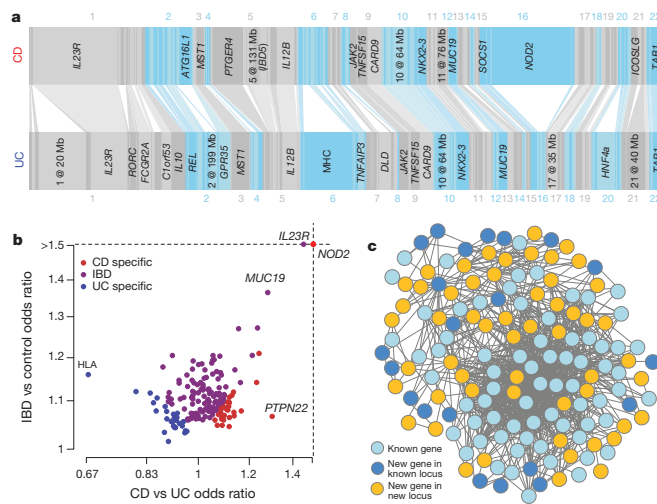 a
1 2 3 4 5 6 7 8 9 10 11 12 13 14 15 16 17 18 19 20 21 22
CD
IL23R
ATG16L1
MST1
PTGER4
5 @ 131 Mb
(IBD5)
IL12B
JAK2
TNFSF15
CARD9
10 @ 64 Mb
NKX2-3
11 @ 76 Mb
MUC19
SOCS1
NOD2
ICOSLG
TAB1
UC
1 @ 20 Mb
IL23R
RORC
FCGR2A
C1orf53
IL10
REL
2 @ 199 Mb
GPR35
MST1
IL12B
MHC
TNFAIP3
DLD
JAK2
TNFSF15
CARD9
10 @ 64 Mb
NKX2-3
MUC19
17 @ 35 Mb
HNF4a
21 @ 40 Mb
TAB1
1 2 3 4 5 6 7 8 9 10 11 12 13 14 15 16 17 18 19 20 21 22
b
>1.5
1.4
1.3
1.2
1.1
1
IBD vs control odds ratio
CD specific
IBD
UC specific
IL23R
NOD2
MUC19
HLA
PTPN22
0.67 0.83 1 1.2 1.4
CD vs UC odds ratio
c
Known gene
New gene in
known locus
New gene in
new locus